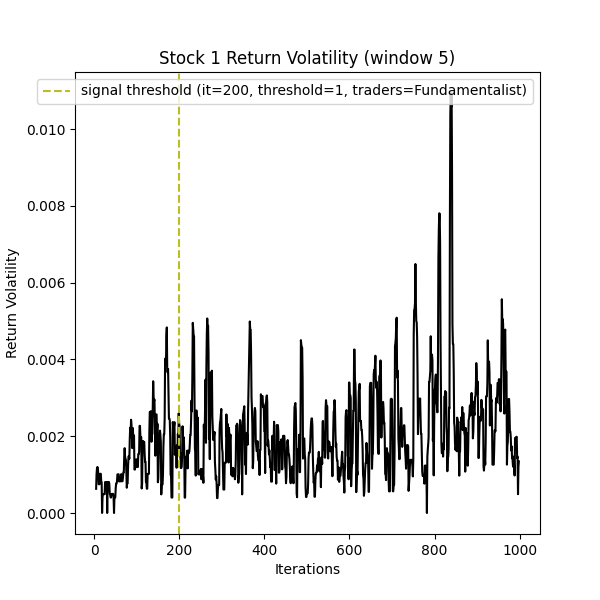 Stock 1 Return Volatility (window 5)
signal threshold (it=200, threshold=1, traders=Fundamentalist)
0.010
0.008
0.006
0.004
0.002
0.000
Return Volatility
0 200 400 600 800 1000
Iterations